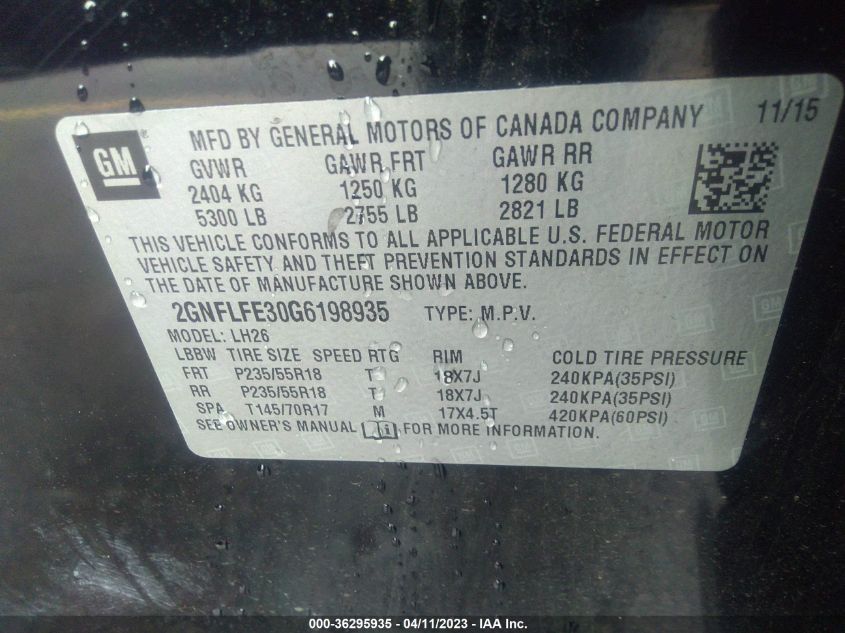 MFD BY GENERAL MOTORS OF CANADA COMPANY 11/15
GM
GVWR GAWR FRT GAWR RR
2404 KG 1250 KG 1280 KG
5300 LB 2755 LB 2821 LB
THIS VEHICLE CONFORMS TO ALL APPLICABLE U.S. FEDERAL MOTOR
VEHICLE SAFETY AND THEFT PREVENTION STANDARDS IN EFFECT ON
THE DATE OF MANUFACTURE SHOWN ABOVE.
2GNFLFE30G6198935 TYPE: M.P.V.
MODEL: LH26
LBBW TIRE SIZE SPEED RTG RIM COLD TIRE PRESSURE
FRT P235/55R18 T 18X7J 240KPA(35PSI)
RR P235/55R18 T 18X7J 240KPA(35PSI)
SPA T145/70R17 M 17X4.5T 420KPA(60PSI)
SEE OWNER'S MANUAL FOR MORE INFORMATION.
000-36295935 - 04/11/2023 - IAA Inc.